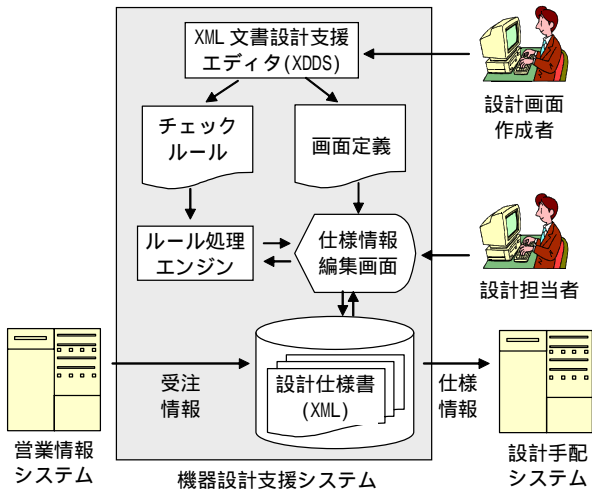 XML 文書設計支援
エディタ(XDDS)
設計画面
作成者
チェック
ルール
画面定義
ルール処理
エンジン
仕様情報
編集画面
設計担当者
受注
情報
設計仕様書
(XML)
仕様
情報
営業情報
システム
機器設計支援システム
設計手配
システム